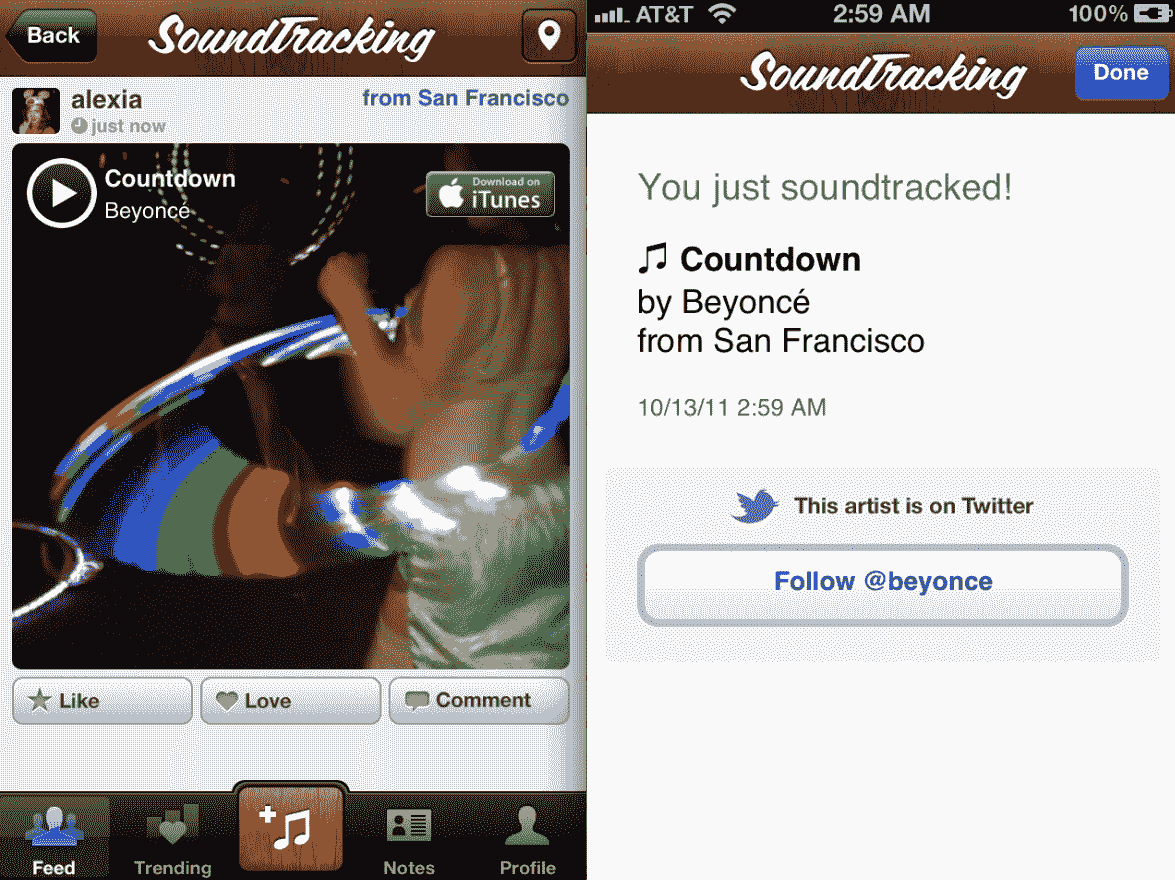 Back
SoundTracking
alexia
from San Francisco
just now
Countdown
Beyoncé
Download on
iTunes
Like
Love
Comment
Feed
Trending
Notes
Profile
AT&T
2:59 AM
100%
SoundTracking
Done
You just soundtracked!
Countdown
by Beyoncé
from San Francisco
10/13/11 2:59 AM
This artist is on Twitter
Follow @beyonce